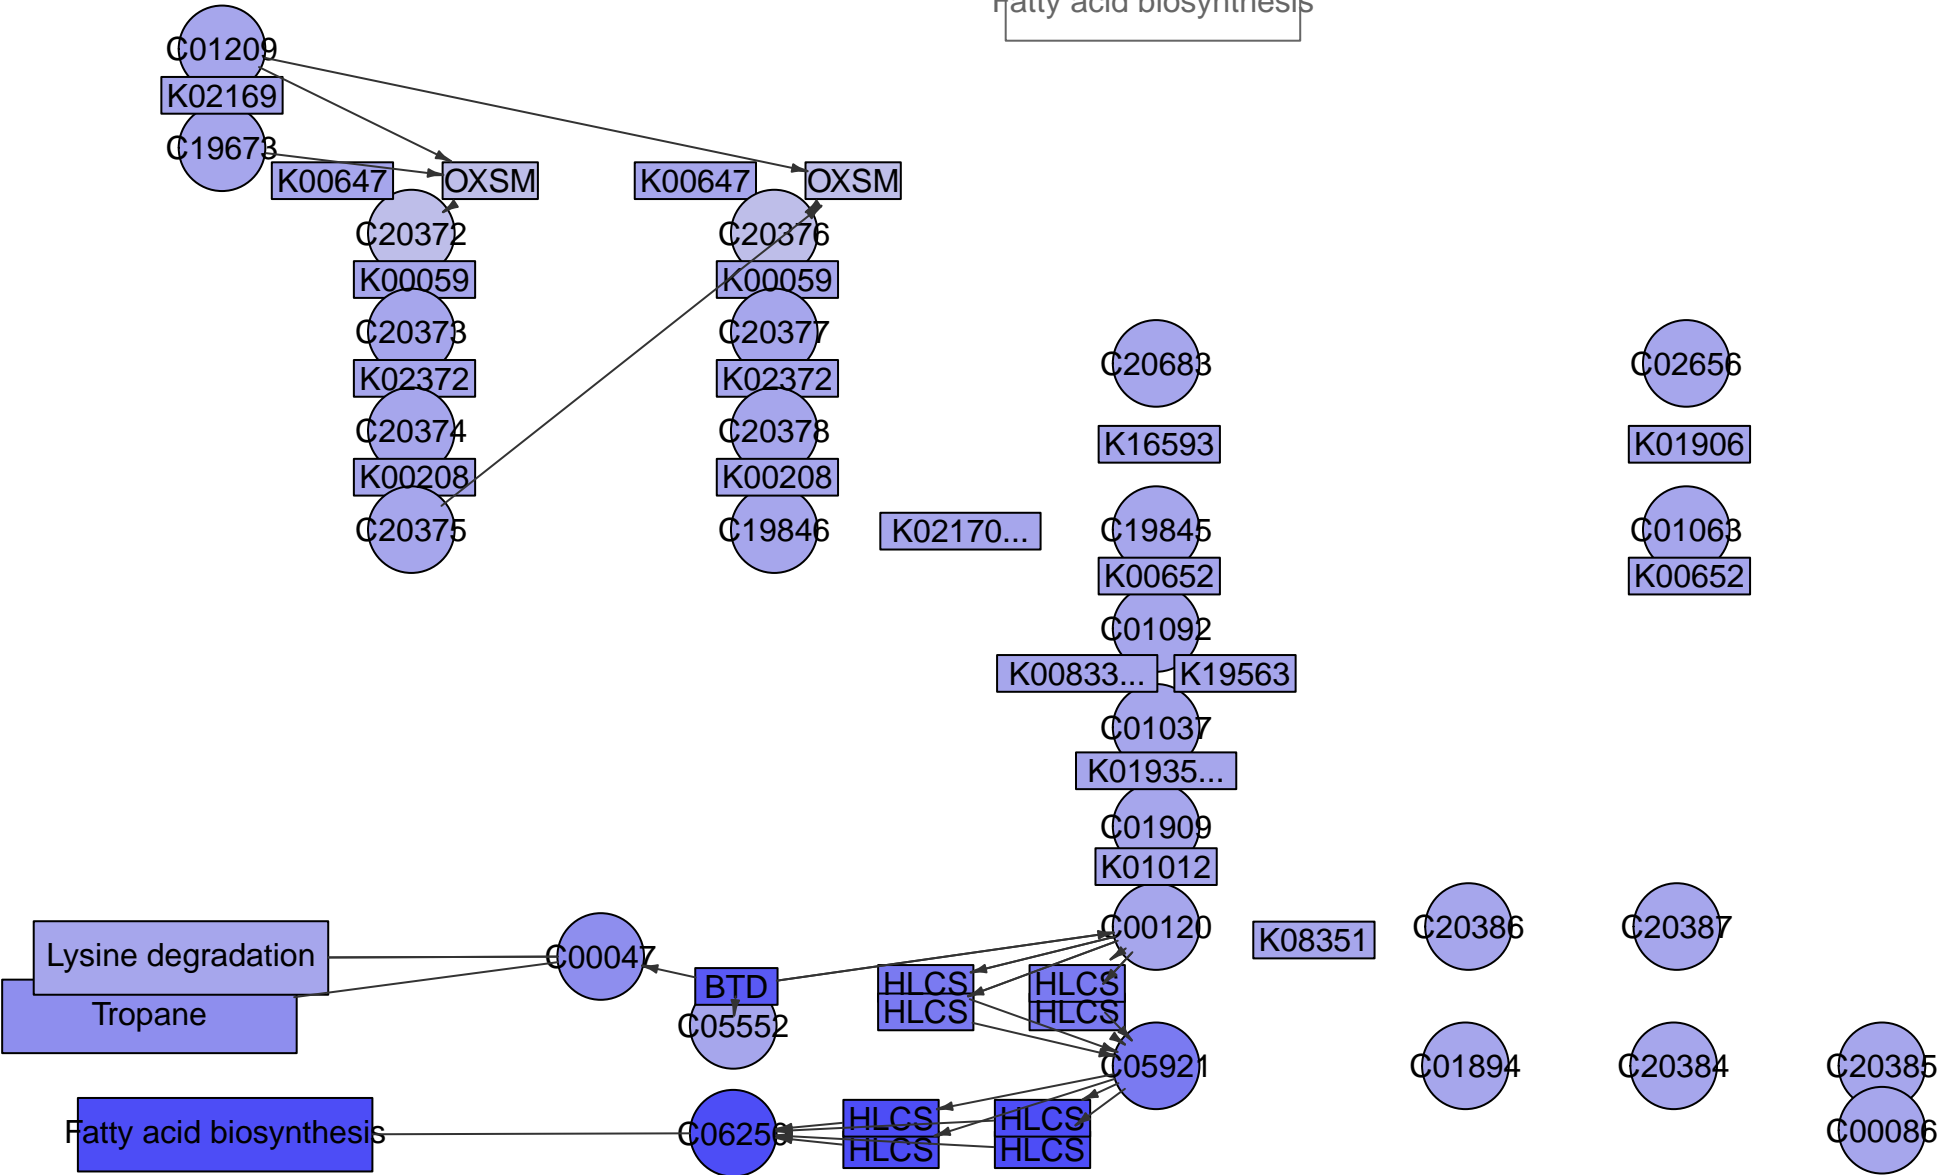 Fatty acid biosynthesis
C01209
K02169
C19673
K00647
OXSM
K00647
OXSM
C20372
C20376
K00059
K00059
C20373
C20377
C20683
C02656
K02372
K02372
C20374
C20378
K16593
K01906
K00208
K00208
C20375
C19846
K02170...
C19845
C01063
K00652
K00652
C01092
K00833...
K19563
C01037
K01935...
C01909
K01012
C00120
K08351
C20386
C20387
Lysine degradation
C00047
BTD
HLCS
HLCS
Tropane
C05552
HLCS
HLCS
C05921
C01894
C20384
C20385
Fatty acid biosynthesis
C06250
HLCS
HLCS
HLCS
HLCS
C00086